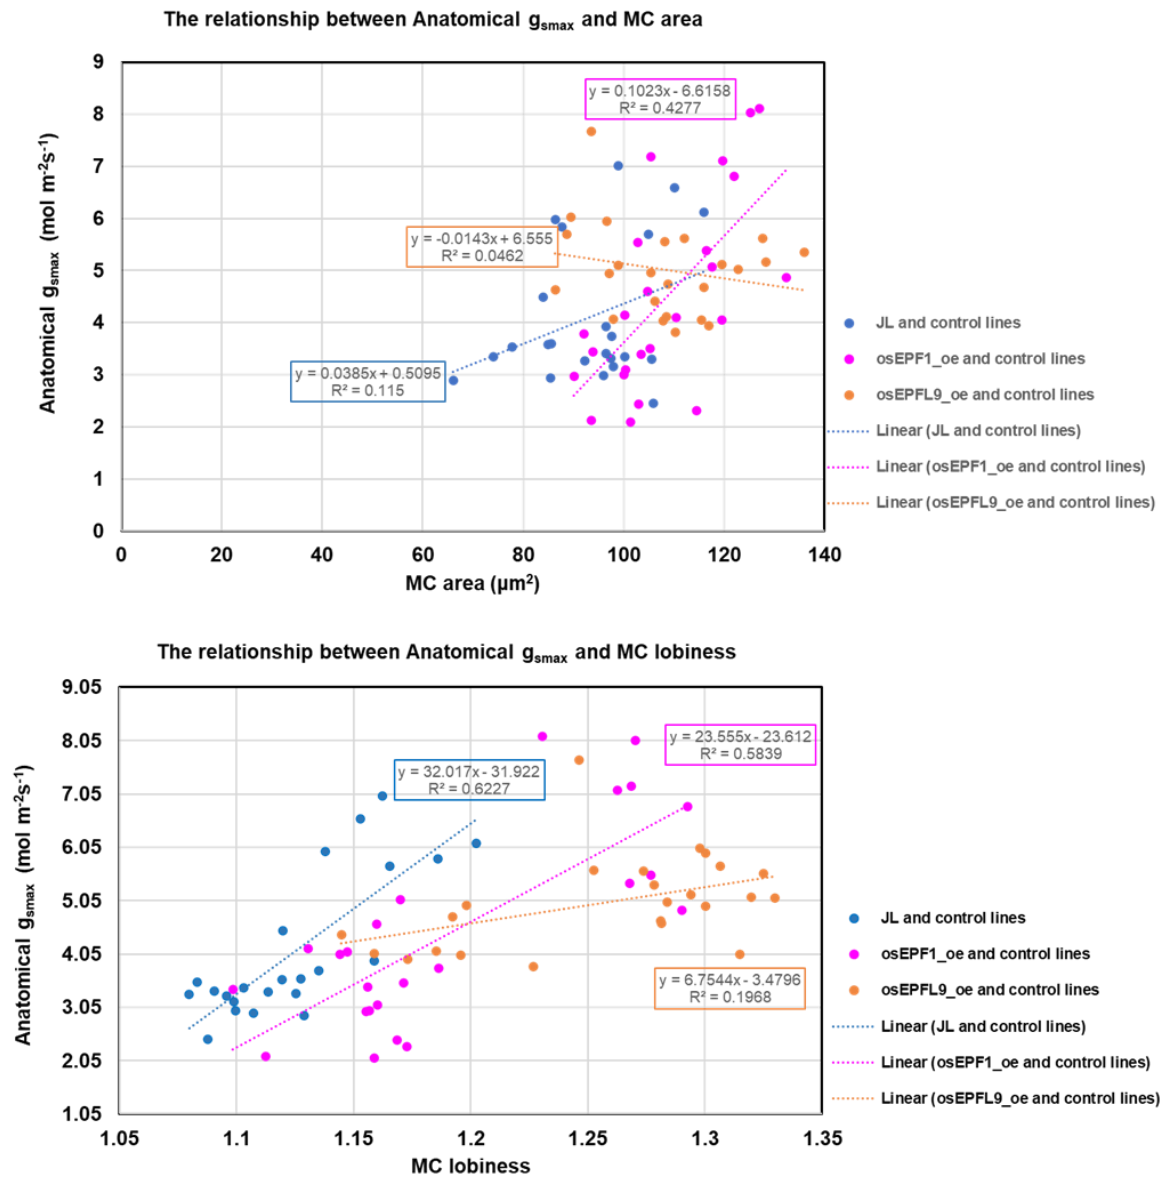 The relationship between Anatomical gsmax and MC area
9
8
7
6
5
4
3
2
1
0
Anatomical gsmax (mol m-2s-1)
y = 0.1023x - 6.6158
R² = 0.4277
y = -0.0143x + 6.555
R² = 0.0462
y = 0.0385x + 0.5095
R² = 0.115
0 20 40 60 80 100 120 140
MC area (µm2)
JL and control lines
osEPF1_oe and control lines
osEPFL9_oe and control lines
Linear (JL and control lines)
Linear (osEPF1_oe and control lines)
Linear (osEPFL9_oe and control lines)
The relationship between Anatomical gsmax and MC lobiness
9.05
8.05
7.05
6.05
5.05
4.05
3.05
2.05
1.05
Anatomical gsmax (mol m-2s-1)
y = 23.555x - 23.612
R² = 0.5839
y = 32.017x - 31.922
R² = 0.6227
y = 6.7544x - 3.4796
R² = 0.1968
1.05 1.1 1.15 1.2 1.25 1.3 1.35
MC lobiness
JL and control lines
osEPF1_oe and control lines
osEPFL9_oe and control lines
Linear (JL and control lines)
Linear (osEPF1_oe and control lines)
Linear (osEPFL9_oe and control lines)